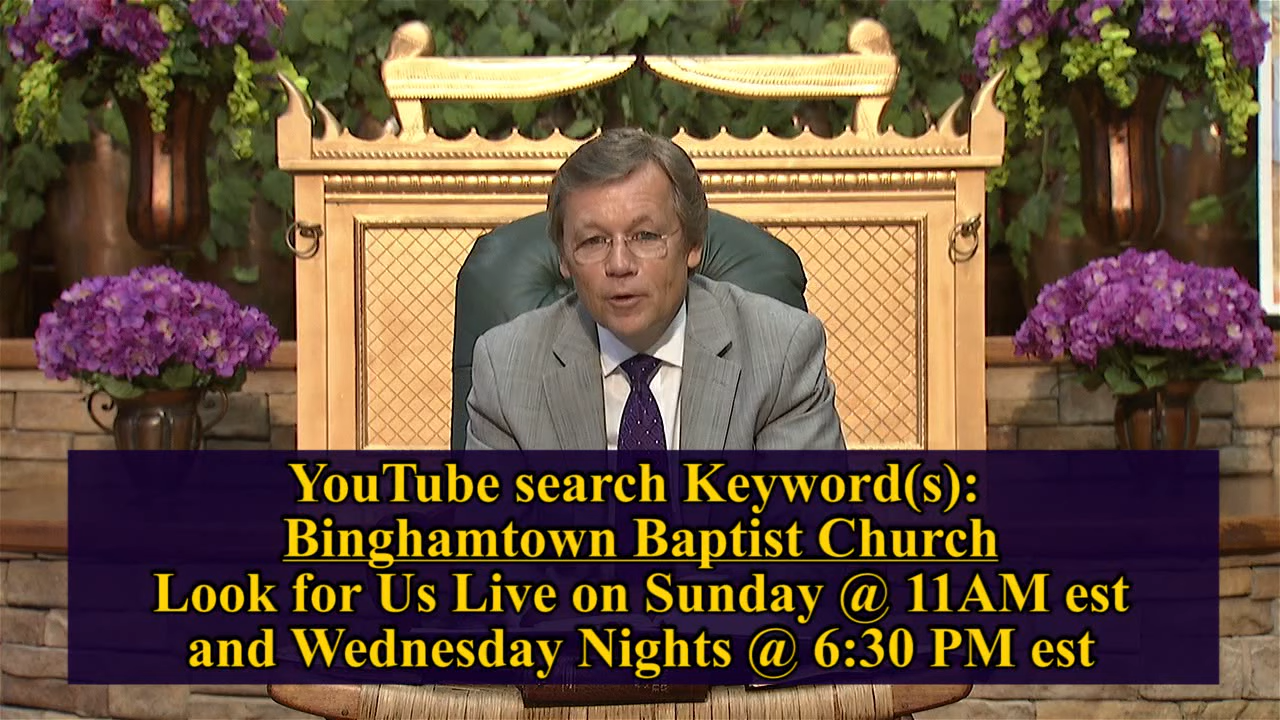 YouTube search Keyword(s):
Binghamtown Baptist Church
Look for Us Live on Sunday @ 11AM est
and Wednesday Nights @ 6:30 PM est